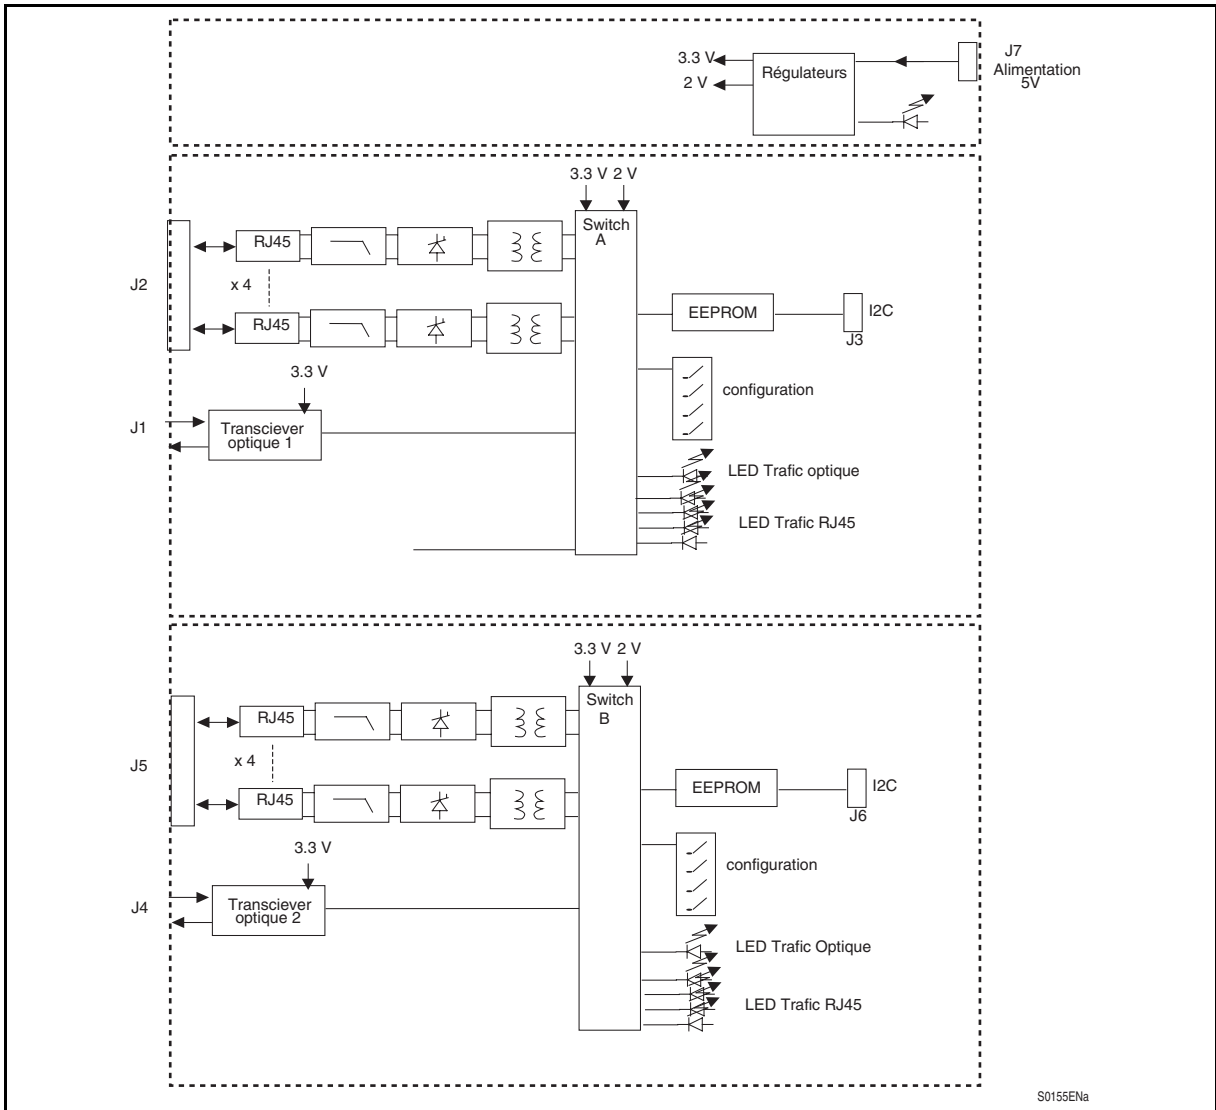 3.3 V
2 V
Régulateurs
J7
Alimentation
5V
3.3 V 2 V
Switch
A
J2
RJ45
x 4
RJ45
EEPROM
I2C
J3
configuration
3.3 V
J1
Transciever
optique 1
LED Trafic optique
LED Trafic RJ45
3.3 V 2 V
Switch
B
J5
RJ45
x 4
RJ45
EEPROM
I2C
J6
configuration
3.3 V
J4
Transciever
optique 2
LED Trafic Optique
LED Trafic RJ45
S0155ENa